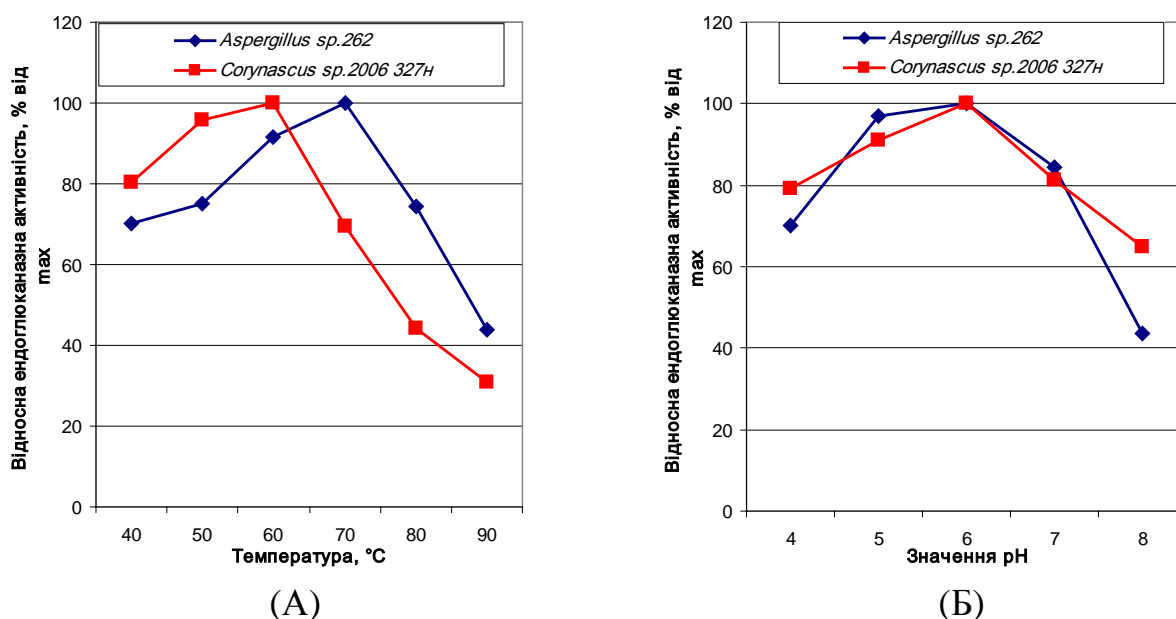 120
100
80
60
40
20
0
Aspergillus sp.262
Corynascus sp.2006 327н
Відносна ендоглюканазна активність, % від
max
40 50 60 70 80 90
Температура, °C
(А)
120
100
80
60
40
20
0
Aspergillus sp.262
Corynascus sp.2006 327н
Відносна ендоглюканазна активність, % від
max
4 5 6 7 8
Значення рН
(Б)